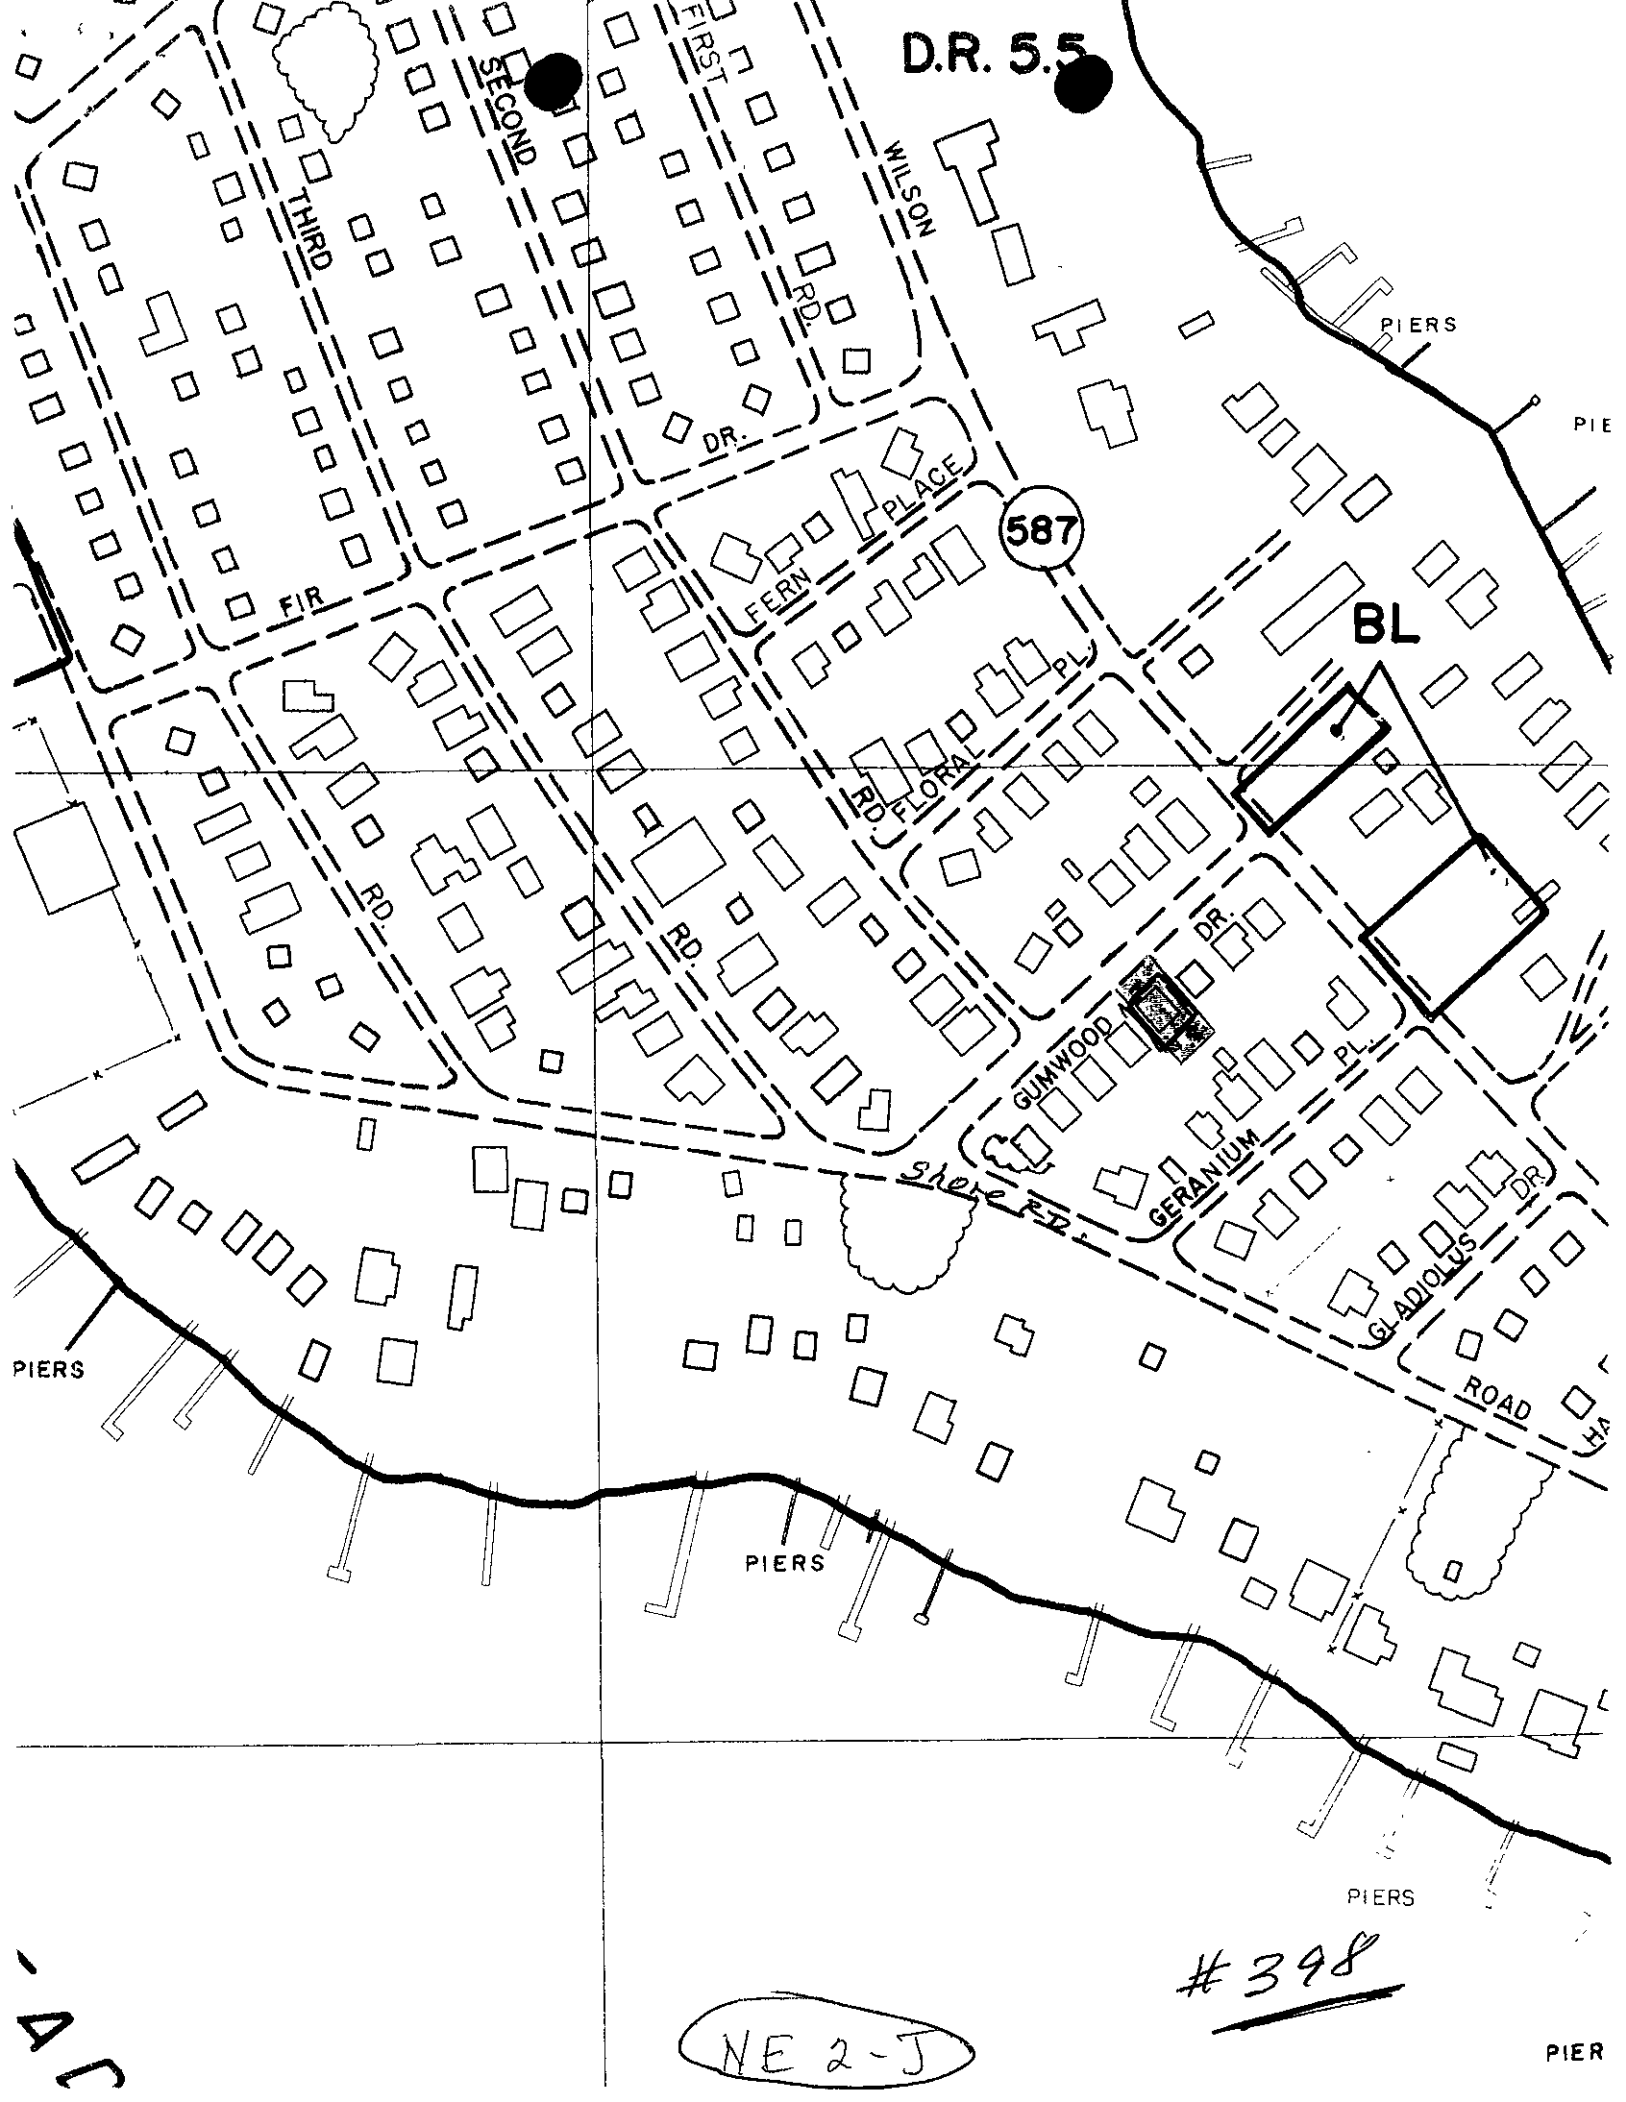 D.R. 5.5
FIRST
SECOND
WILSON
THIRD
RD.
PIERS
PIE
DR.
PLACE
587
FERN
FIR
BL
PL.
FLORAL
RD.
RD.
RD.
DR.
GUMWOOD
PL.
GERANIUM
Shore RD.
DR
GLADIOLUS
ROAD
HA
PIERS
PIERS
PIERS
#398
NE 2-J
PIER